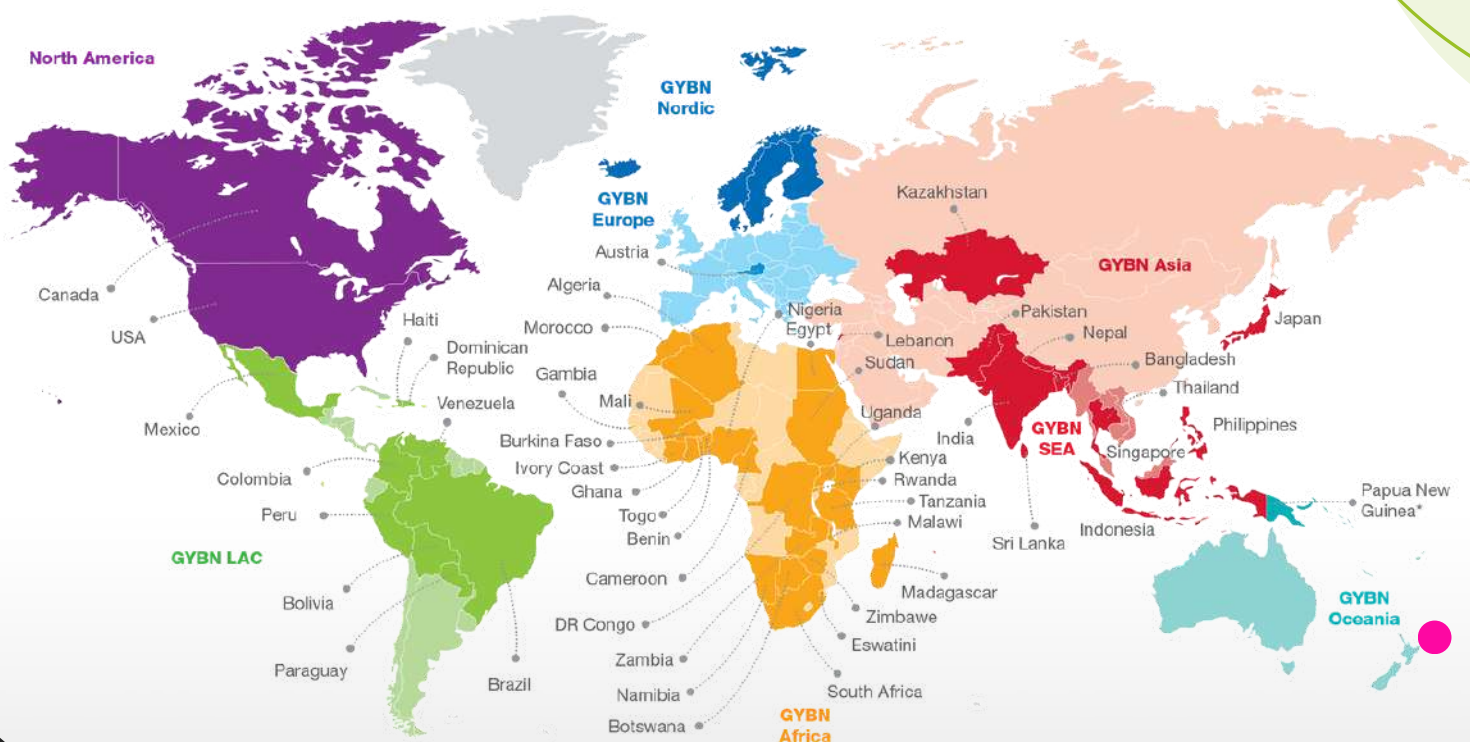 North America
GYBN
Nordic
GYBN
Europe
Kazakhstan
GYBN Asia
Austria
Algeria
Morocco
Nigeria
Egypt
Pakistan
Nepal
Japan
Lebanon
Sudan
Bangladesh
Thailand
Canada
USA
Haiti
Dominican
Republic
Gambia
Mali
Venezuela
Mexico
Burkina Faso
Uganda
India
GYBN
SEA
Philippines
Singapore
Ivory Coast
Colombia
Ghana
Kenya
Rwanda
Tanzania
Malawi
Papua New
Guinea*
Peru
Togo
Benin
Sri Lanka
Indonesia
GYBN LAC
Cameroon
Madagascar
Bolivia
DR Congo
Zimbawe
GYBN
Oceania
Eswatini
Paraguay
Brazil
Zambia
Namibia
South Africa
Botswana
GYBN
Africa